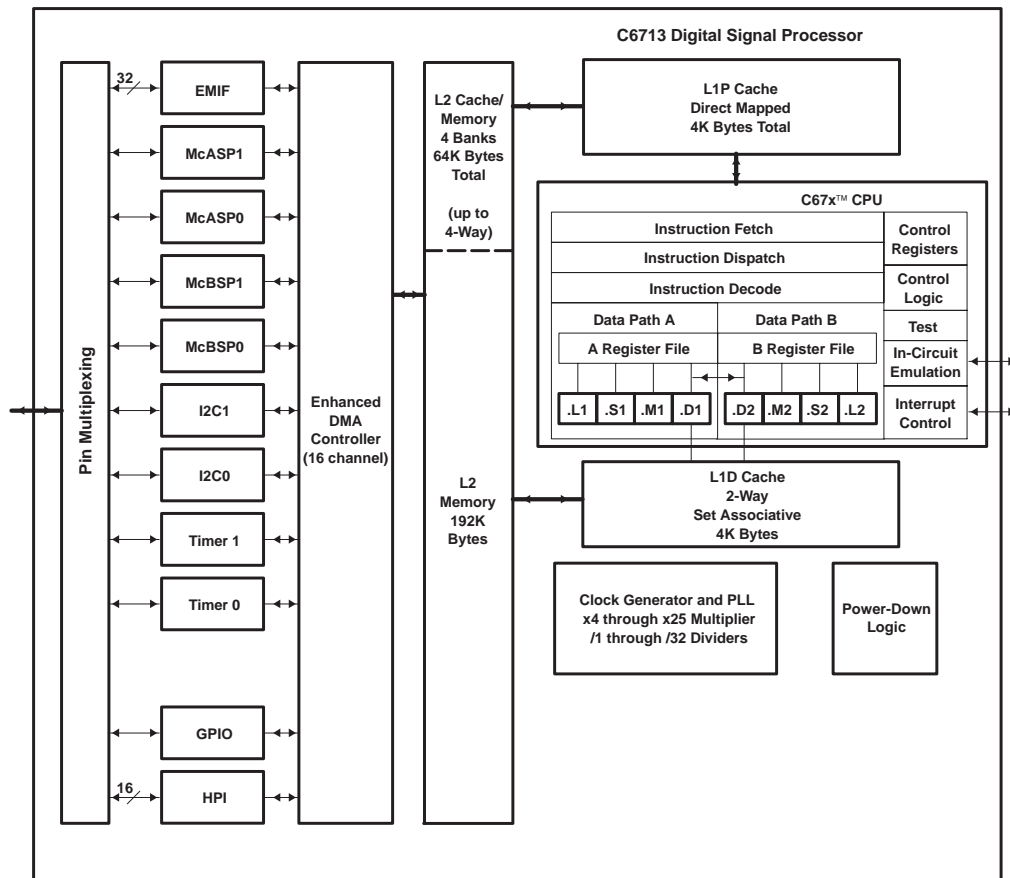 C6713 Digital Signal Processor
Pin Multiplexing
32
EMIF
McASP1
McASP0
McBSP1
McBSP0
I2C1
I2C0
Timer 1
Timer 0
GPIO
16
HPI
Enhanced
DMA
Controller
(16 channel)
L2 Cache/
Memory
4 Banks
64K Bytes
Total
(up to
4-Way)
L2
Memory
192K
Bytes
L1P Cache
Direct Mapped
4K Bytes Total
C67x™ CPU
Instruction Fetch
Instruction Dispatch
Instruction Decode
Data Path A
Data Path B
A Register File
B Register File
.L1 .S1 .M1 .D1
.D2 .M2 .S2 .L2
Control
Registers
Control
Logic
Test
In-Circuit
Emulation
Interrupt
Control
L1D Cache
2-Way
Set Associative
4K Bytes
Clock Generator and PLL
x4 through x25 Multiplier
/1 through /32 Dividers
Power-Down
Logic